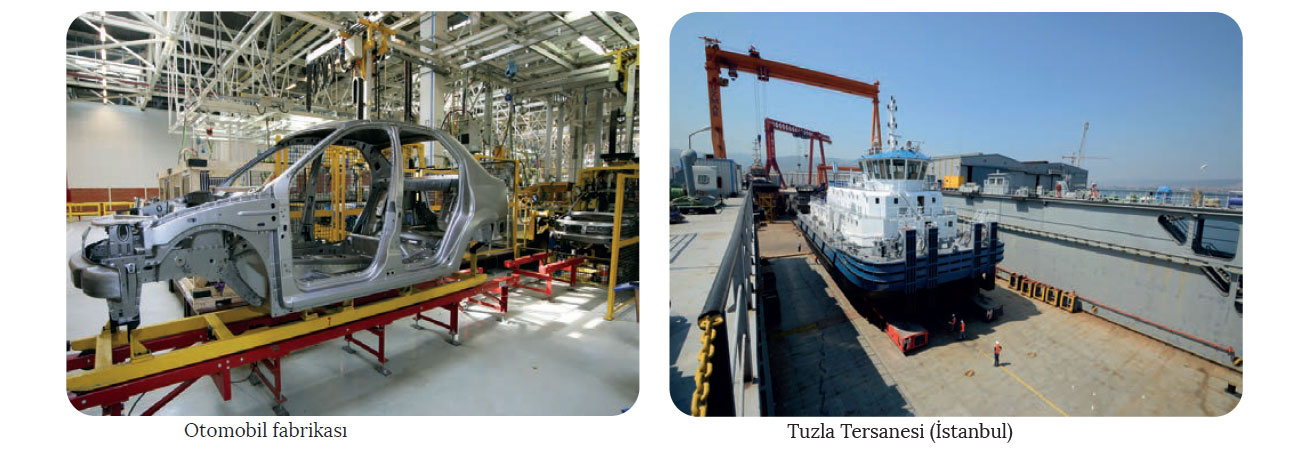 Otomobil fabrikası
Tuzla Tersanesi (İstanbul)